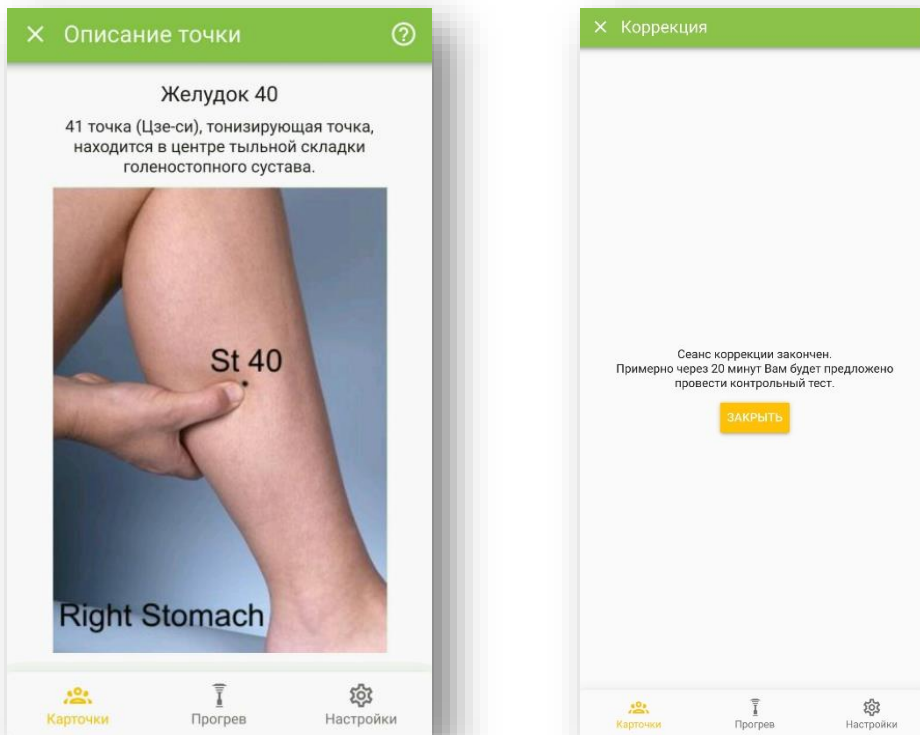 Описание точки
Желудок 40
41 точка (Цзе-си), тонизирующая точка,
находится в центре тыльной складки
голеностопного сустава.
St 40
Right Stomach
Карточки
Прогрев
Настройки
Коррекция
Сеанс коррекции закончен.
Примерно через 20 минут Вам будет предложено
провести контрольный тест.
ЗАКРЫТЬ
Карточки
Прогрев
Настройки